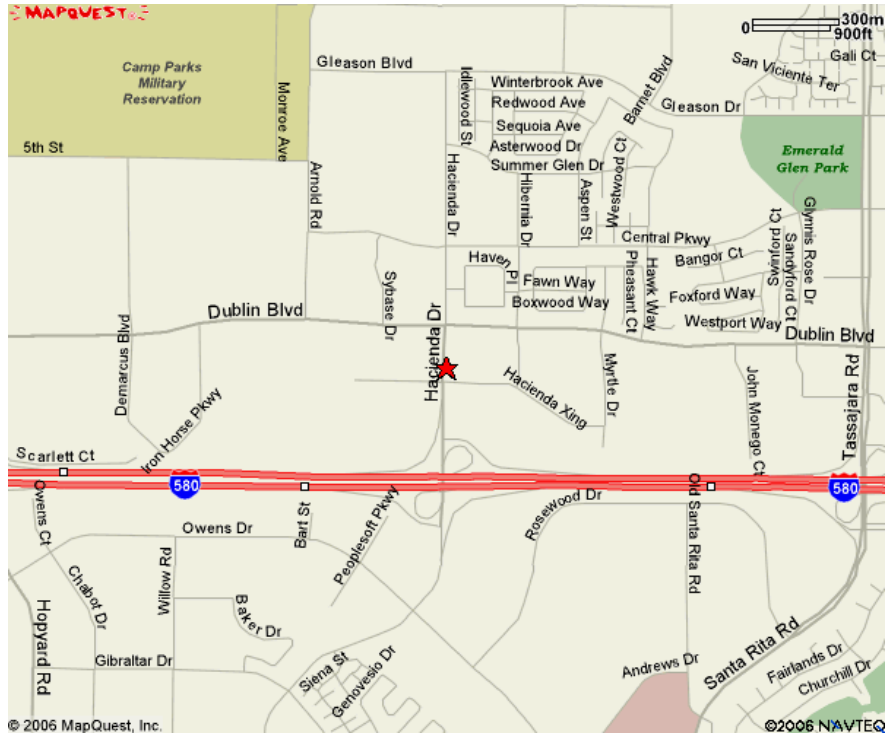 MAPQUEST
300m
0
900ft
Gali Ct
San Viciente Ter
Camp Parks
Military
Reservation
Gleason Blvd
Idlewood St
Winterbrook Ave
Redwood Ave
Barnet Blvd
Gleason Dr
Monroe Ave
Sequoia Ave
Asterwood Dr
Summer Glen Dr
5th St
Emerald
Glen Park
Arnold Rd
Hacienda Dr
Hibernia Dr
Aspen St
Westwood Ct
Central Pkwy
Bangor Ct
Swinford Ct
Sandyford Ct
Glynnis Rose Dr
Sybase Dr
Haven Pl
Fawn Way
Boxwood Way
Pheasant Ct
Hawk Way
Foxford Way
Westport Way
Dublin Blvd
Dublin Blvd
Demarcus Blvd
Hacienda Dr
Hacienda Xing
Myrtle Dr
John Monego Ct
Tassajara Rd
Iron Horse Pkwy
Scarlett Ct
580
580
Owens Ct
Bart St
Peoplesoft Pkwy
Rosewood Dr
Old Santa Rita Rd
Owens Dr
Willow Rd
Chabot Dr
Baker Dr
Hopyard Rd
Gibraltar Dr
Siena St
Genovesio Dr
Andrews Dr
Santa Rita Rd
Fairlands Dr
Churchill Dr
© 2006 MapQuest, Inc.
©2006 NAVTEQ